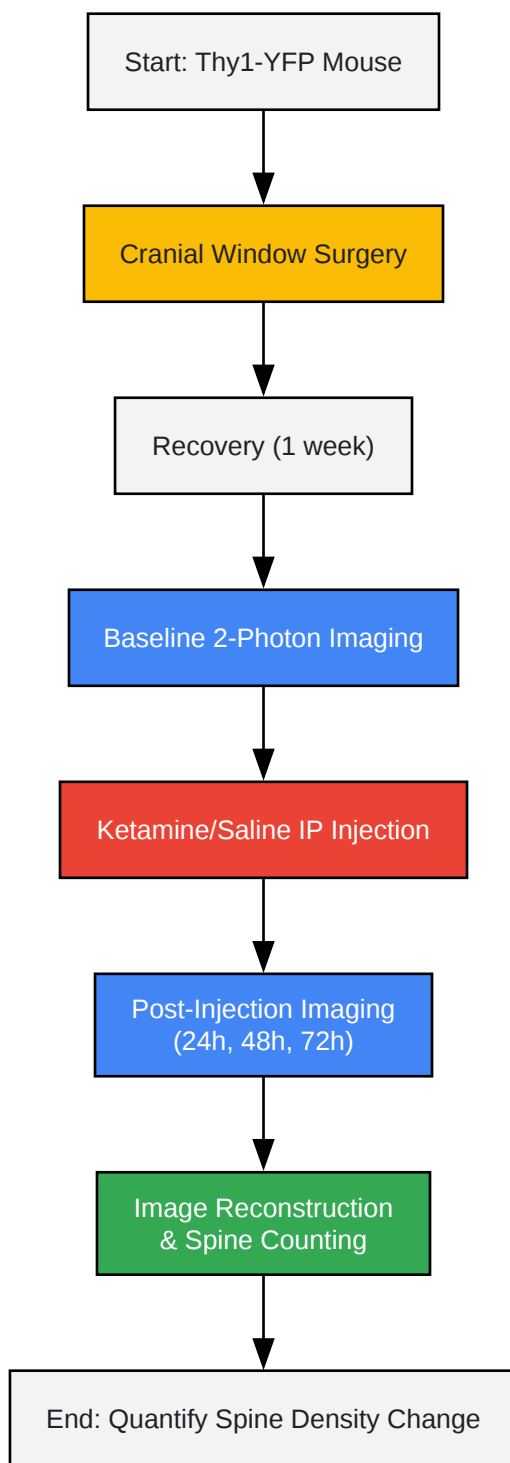 Start: Thy1-YFP Mouse
Cranial Window Surgery
Recovery (1 week)
Baseline 2-Photon Imaging
Ketamine/Saline IP Injection
Post-Injection Imaging
(24h, 48h, 72h)
Image Reconstruction
& Spine Counting
End: Quantify Spine Density Change